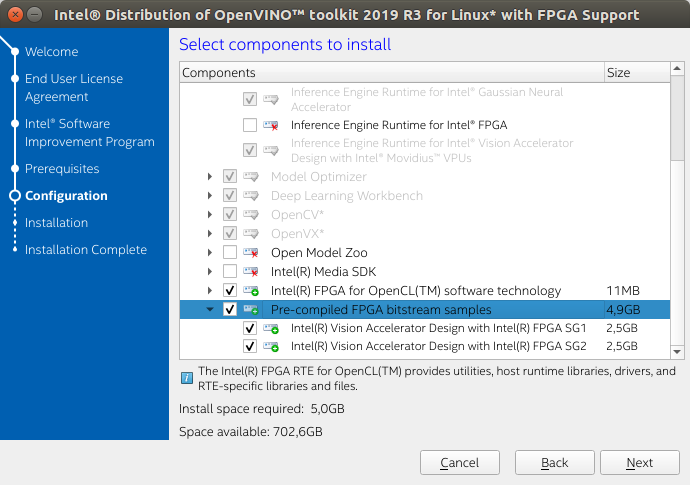 Intel® Distribution of OpenVINO™ toolkit 2019 R3 for Linux* with FPGA Support
Welcome
End User License
Agreement
Intel® Software
Improvement Program
Prerequisites
Configuration
Installation
Installation Complete
Select components to install
Components Size
Inference Engine Runtime for Intel® Gaussian Neural
Accelerator
Inference Engine Runtime for Intel® FPGA
Inference Engine Runtime for Intel® Vision Accelerator
Design with Intel® Movidius™ VPUs
Model Optimizer
Deep Learning Workbench
OpenCV*
OpenVX*
Open Model Zoo
Intel(R) Media SDK
Intel(R) FPGA for OpenCL(TM) software technology 11MB
Pre-compiled FPGA bitstream samples 4,9GB
Intel(R) Vision Accelerator Design with Intel(R) FPGA SG1 2,5GB
Intel(R) Vision Accelerator Design with Intel(R) FPGA SG2 2,5GB
The Intel(R) FPGA RTE for OpenCL(TM) provides utilities, host runtime libraries, drivers, and
RTE-specific libraries and files.
Install space required: 5,0GB
Space available: 702,6GB
Cancel Back Next